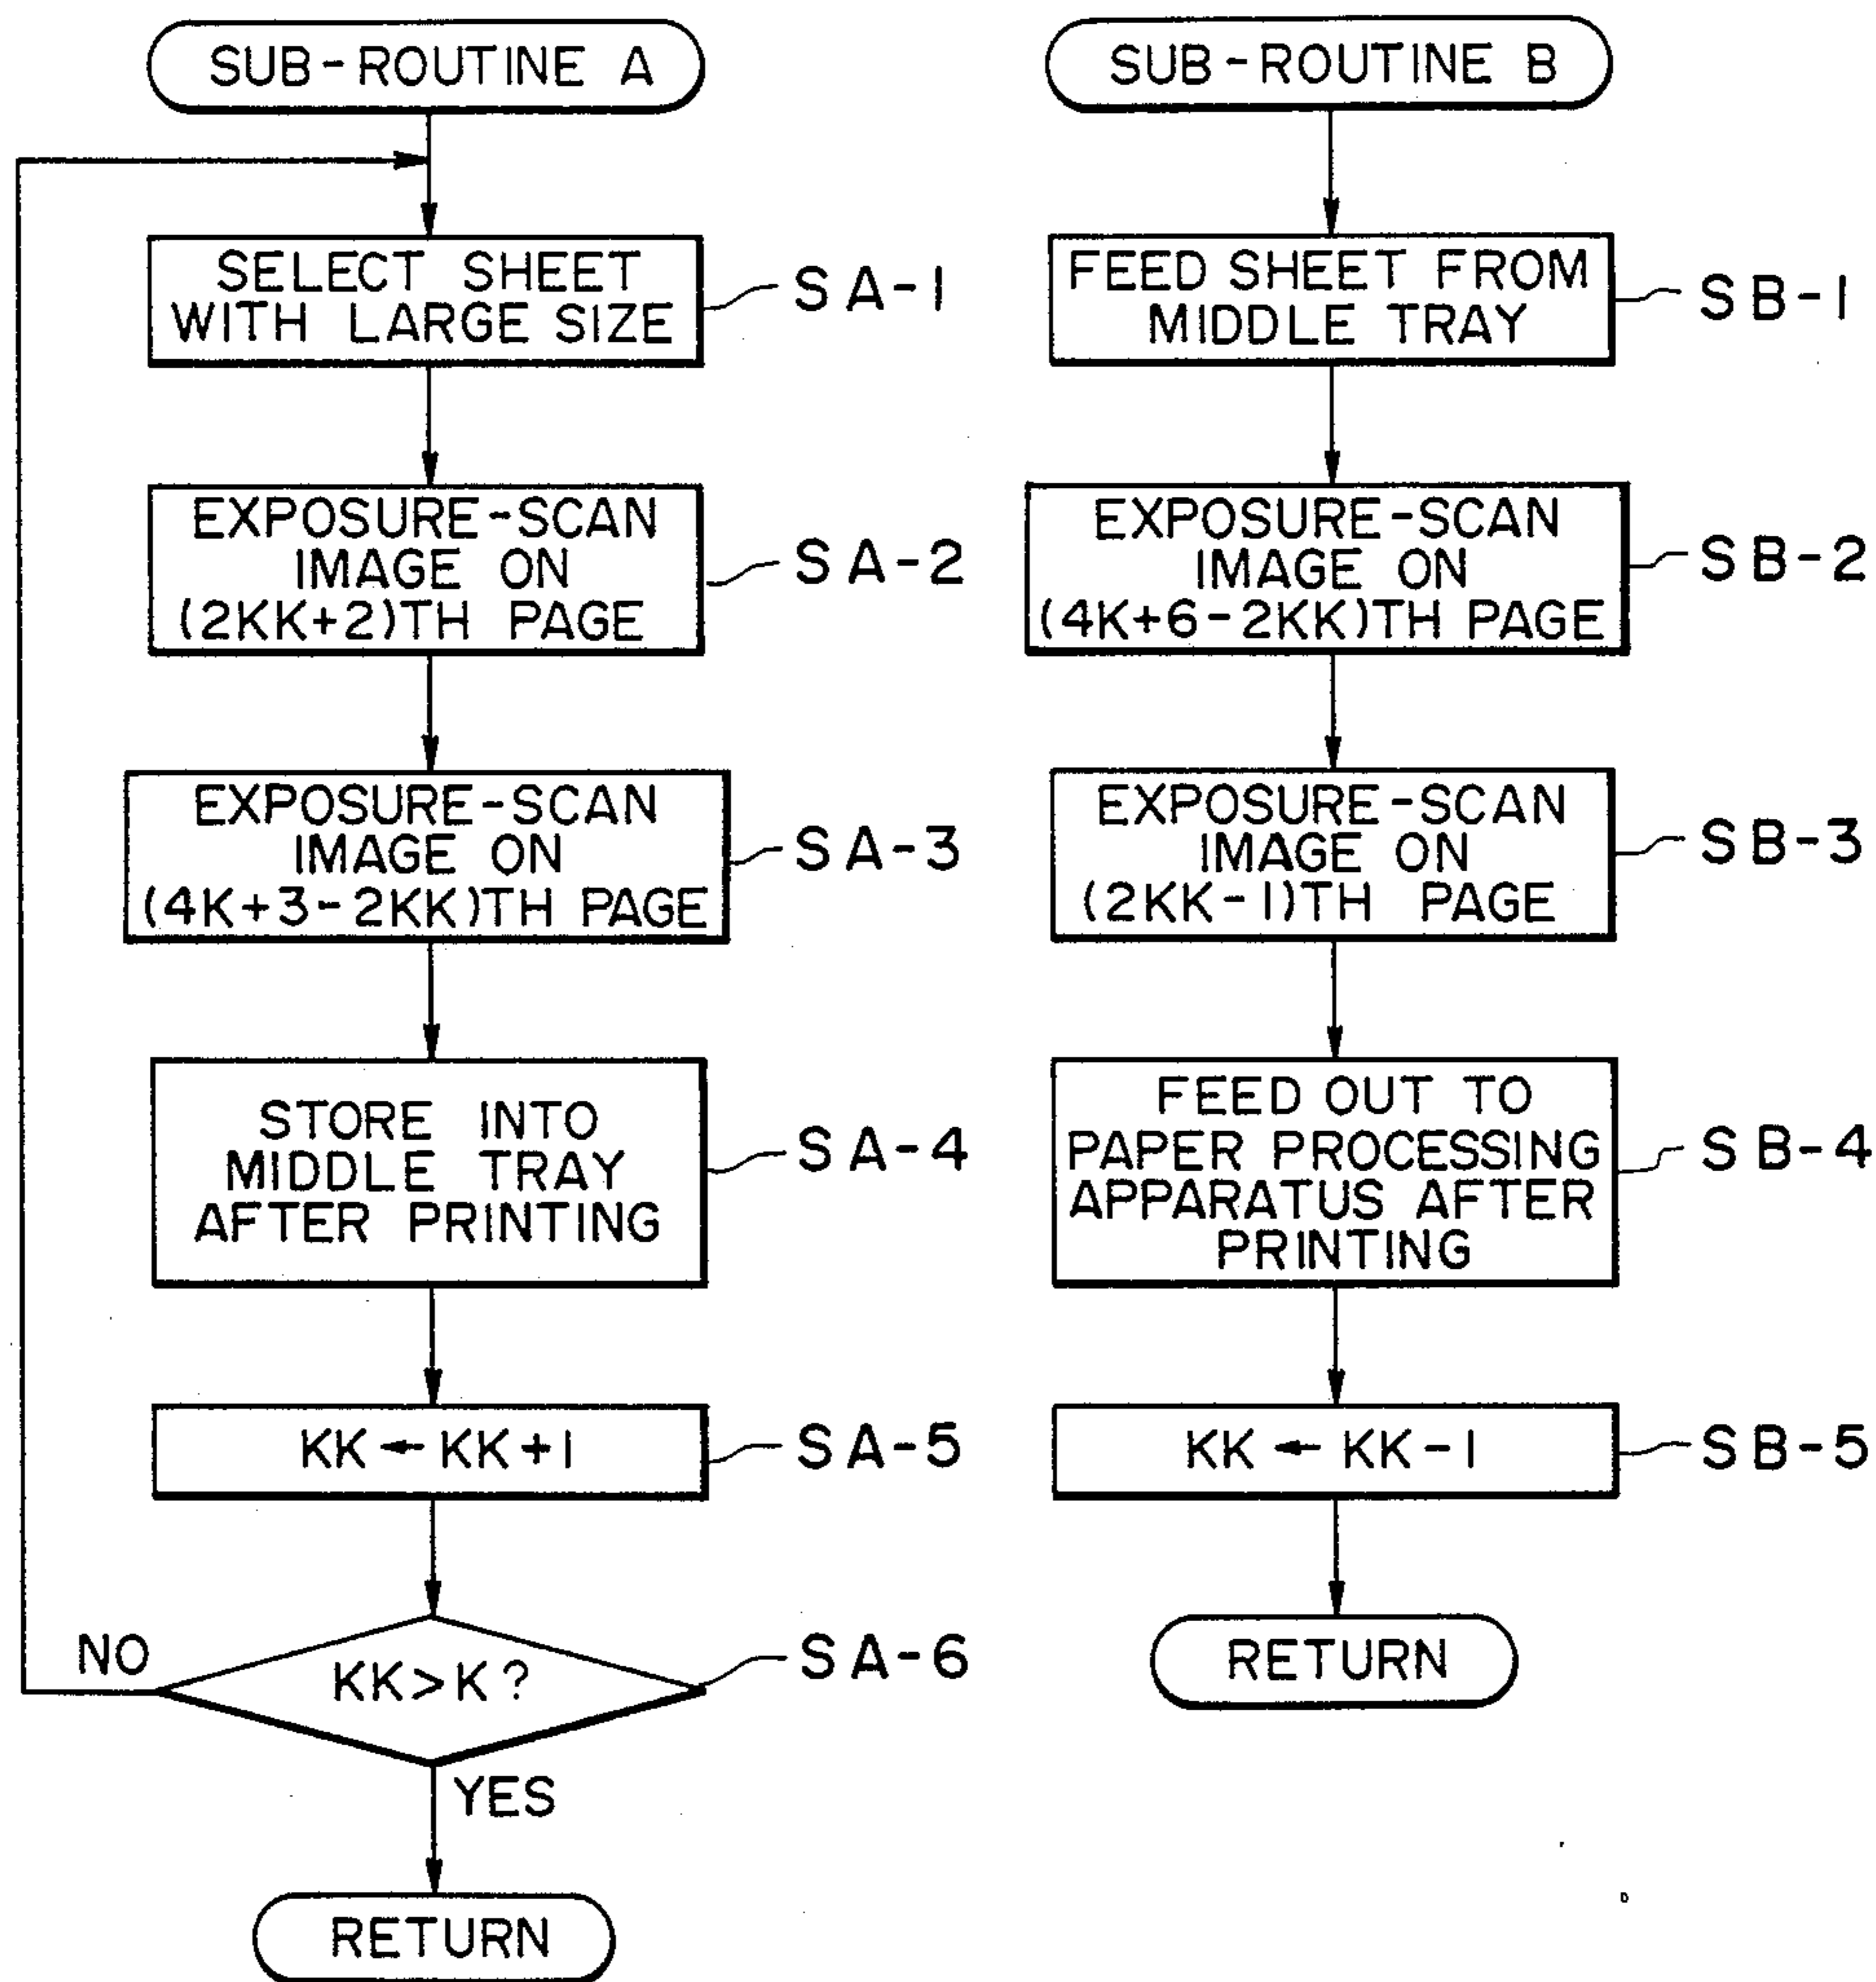 SUB-ROUTINE A
SELECT SHEET
WITH LARGE SIZE
SA-1
EXPOSURE-SCAN
IMAGE ON
(2KK+2)TH PAGE
SA-2
EXPOSURE-SCAN
IMAGE ON
(4K+3-2KK)TH PAGE
SA-3
STORE INTO
MIDDLE TRAY
AFTER PRINTING
SA-4
KK←KK+1
SA-5
KK>K?
SA-6
NO
YES
RETURN
SUB-ROUTINE B
FEED SHEET FROM
MIDDLE TRAY
SB-1
EXPOSURE-SCAN
IMAGE ON
(4K+6-2KK)TH PAGE
SB-2
EXPOSURE-SCAN
IMAGE ON
(2KK-1)TH PAGE
SB-3
FEED OUT TO
PAPER PROCESSING
APPARATUS AFTER
PRINTING
SB-4
KK ← KK-1
SB-5
RETURN